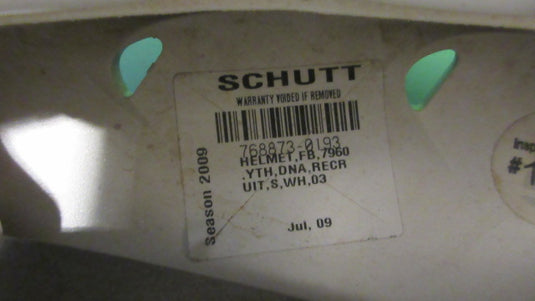 SCHUTT
WARRANTY VOIDED IF REMOVED
768873-0193
HELMET,FB,7960
,YTH,DNA,RECR
UIT,S,WH,03
Jul, 09
Season 2009
#1